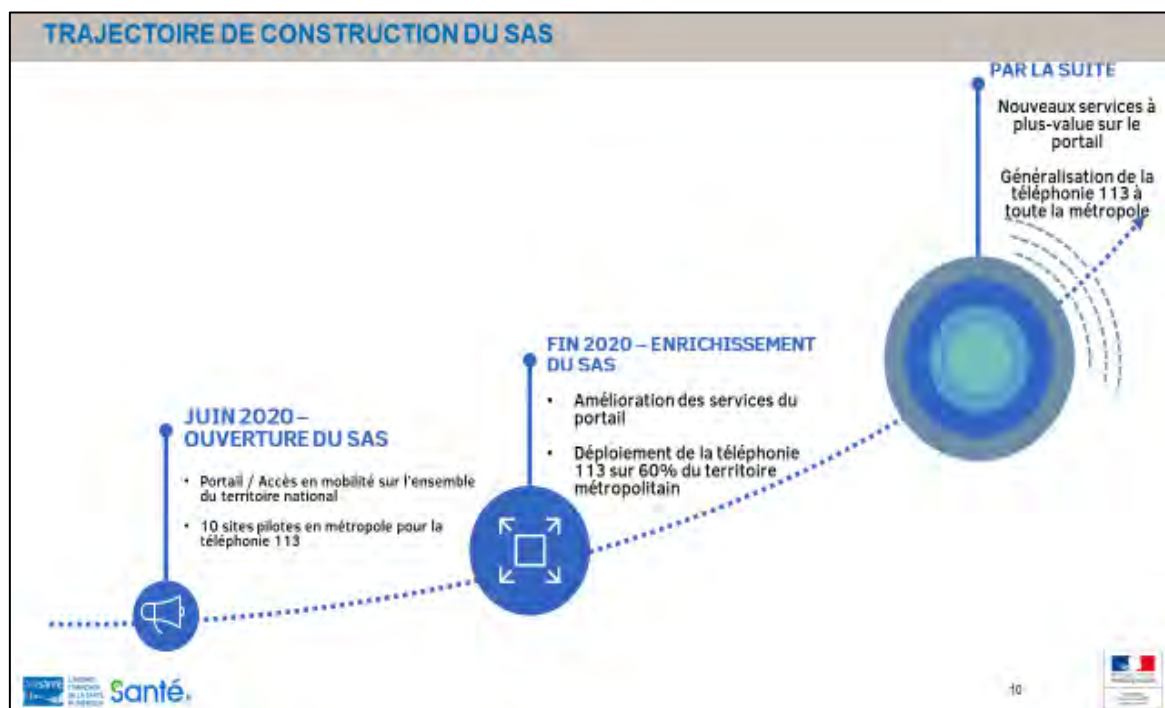 TRAJECTOIRE DE CONSTRUCTION DU SAS
PAR LA SUITE
Nouveaux services à
plus-value sur le
portail
Généralisation de la
téléphonie 113 à
toute la métropole
FIN 2020 – ENRICHISSEMENT
DU SAS
• Amélioration des services du
portail
• Déploiement de la téléphonie
113 sur 60% du territoire
métropolitain
JUIN 2020 –
OUVERTURE DU SAS
• Portail / Accès en mobilité sur l'ensemble
du territoire national
• 10 sites pilotes en métropole pour la
téléphonie 113
Santé
10